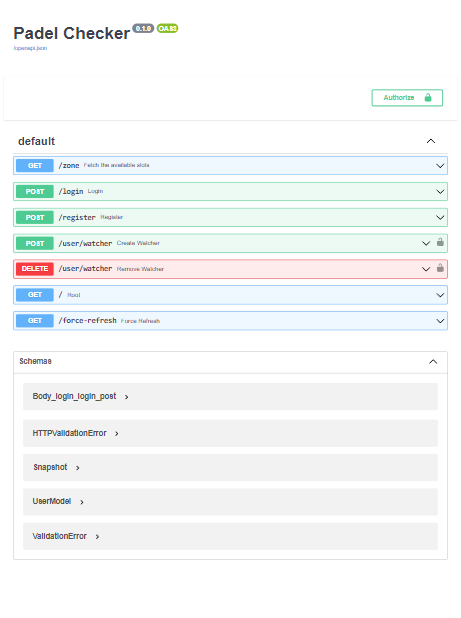 Padel Checker 0.1.0 OAS3
/openapi.json
Authorize
default
GET /zone Fetch the available slots
POST /login Login
POST /register Register
POST /user/watcher Create Watcher
DELETE /user/watcher Remove Watcher
GET / Root
GET /force-refresh Force Refresh
Schemas
Body_login_login_post
HTTPValidationError
Snapshot
UserModel
ValidationError